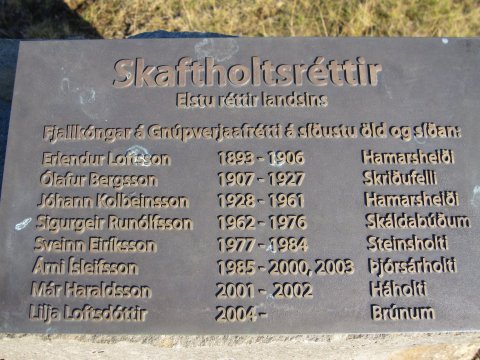 Skaftholtsréttir
Elstu réttir landsins
Fjallkóngar á Gnúpverjaafrétti á síðustu öld og síðan:
Erlendur Loftsson 1893 - 1906 Hamarsheiði
Ólafur Bergsson 1907 - 1927 Skriðufelli
Jóhann Kolbeinsson 1928 - 1961 Hamarsheiði
Sigurgeir Runólfsson 1962 - 1976 Skáldabúðum
Sveinn Eiríksson 1977 - 1984 Steinsholti
Árni Ísleifsson 1985 - 2000, 2003 Þjórsárholti
Már Haraldsson 2001 - 2002 Háholti
Lilja Loftsdóttir 2004 - Brúnum